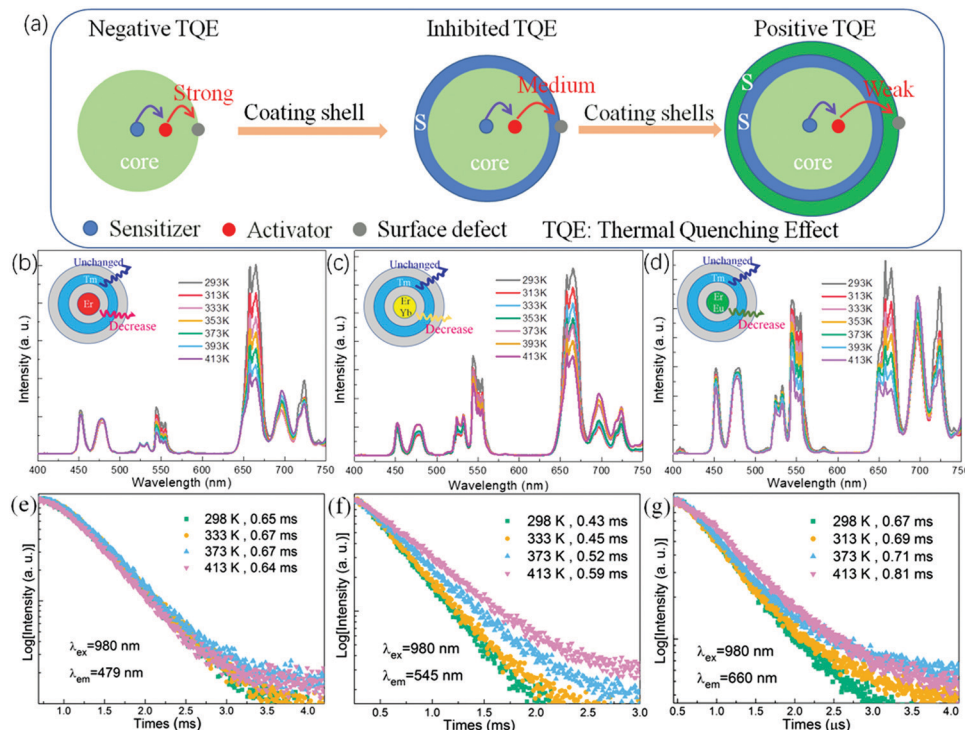 (a)
Negative TQE
Inhibited TQE
Positive TQE
Strong
Coating shell
Medium
Coating shells
Weak
S
S
S
core
core
core
Sensitizer
Activator
Surface defect
TQE: Thermal Quenching Effect
(b)
Unchanged
Tm
Er
Decrease
293K
313K
333K
353K
373K
393K
413K
Intensity (a. u.)
400 450 500 550 600 650 700 750
Wavelength (nm)
(c)
Unchanged
Tm
Er
Yb
Decrease
293K
313K
333K
353K
373K
393K
413K
Intensity (a. u.)
400 450 500 550 600 650 700 750
Wavelength (nm)
(d)
Unchanged
Tm
Er
Eu
Decrease
293K
313K
333K
353K
373K
393K
413K
Intensity (a. u.)
400 450 500 550 600 650 700 750
Wavelength (nm)
(e)
298 K , 0.65 ms
333 K , 0.67 ms
373 K , 0.67 ms
413 K , 0.64 ms
λex=980 nm
λem=479 nm
Log[Intensity (a. u.)]
1.0 1.5 2.0 2.5 3.0 3.5 4.0
Times (ms)
(f)
298 K , 0.43 ms
333 K , 0.45 ms
373 K , 0.52 ms
413 K , 0.59 ms
λex=980 nm
λem=545 nm
Log[Intensity (a. u.)]
0.5 1.0 1.5 2.0 2.5 3.0
Times (ms)
298 K , 0.67 ms
313 K , 0.69 ms
373 K , 0.71 ms
413 K , 0.81 ms
λex=980 nm
λem=660 nm
Log[Intensity (a. u.)]
0.5 1.0 1.5 2.0 2.5 3.0 3.5 4.0
Times (μs)